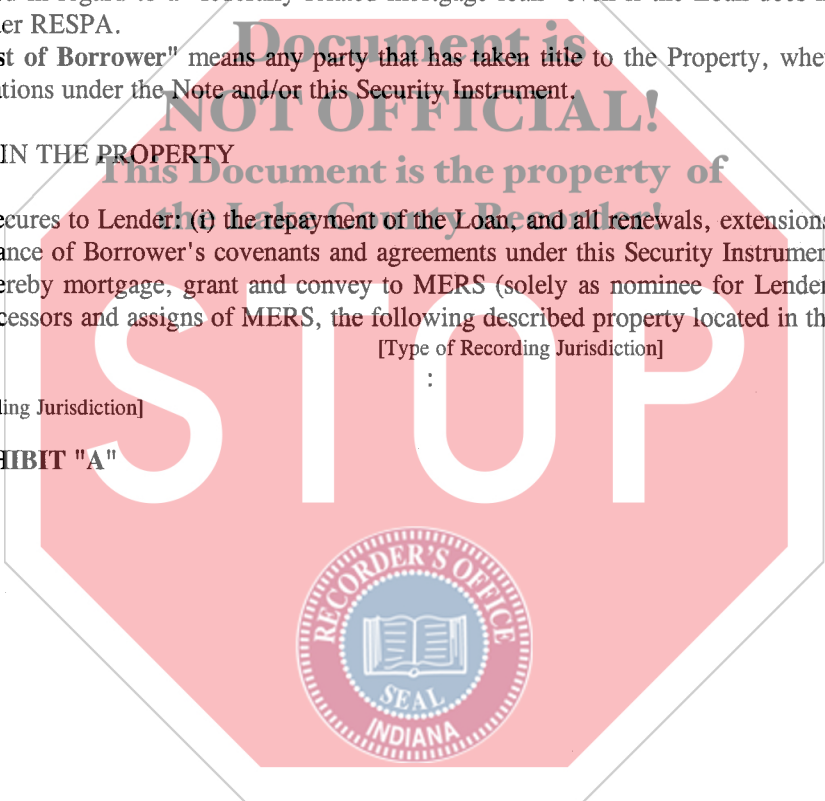 er RESPA.
Document is
st of Borrower" means any party that has taken title to the Property, whe
tions under the Note and/or this Security Instrument.
NOT OFFICIAL!
IN THE PROPERTY
This Document is the property of
the Lake County Recorder!
ecures to Lender: (i) the repayment of the Loan, and all renewals, extensions
ance of Borrower's covenants and agreements under this Security Instrumen
ereby mortgage, grant and convey to MERS (solely as nominee for Lender
cessors and assigns of MERS, the following described property located in th
[Type of Recording Jurisdiction]
:
ling Jurisdiction]
HIBIT "A"
STOP
RECORDER'S OFFICE
SEAL
INDIANA